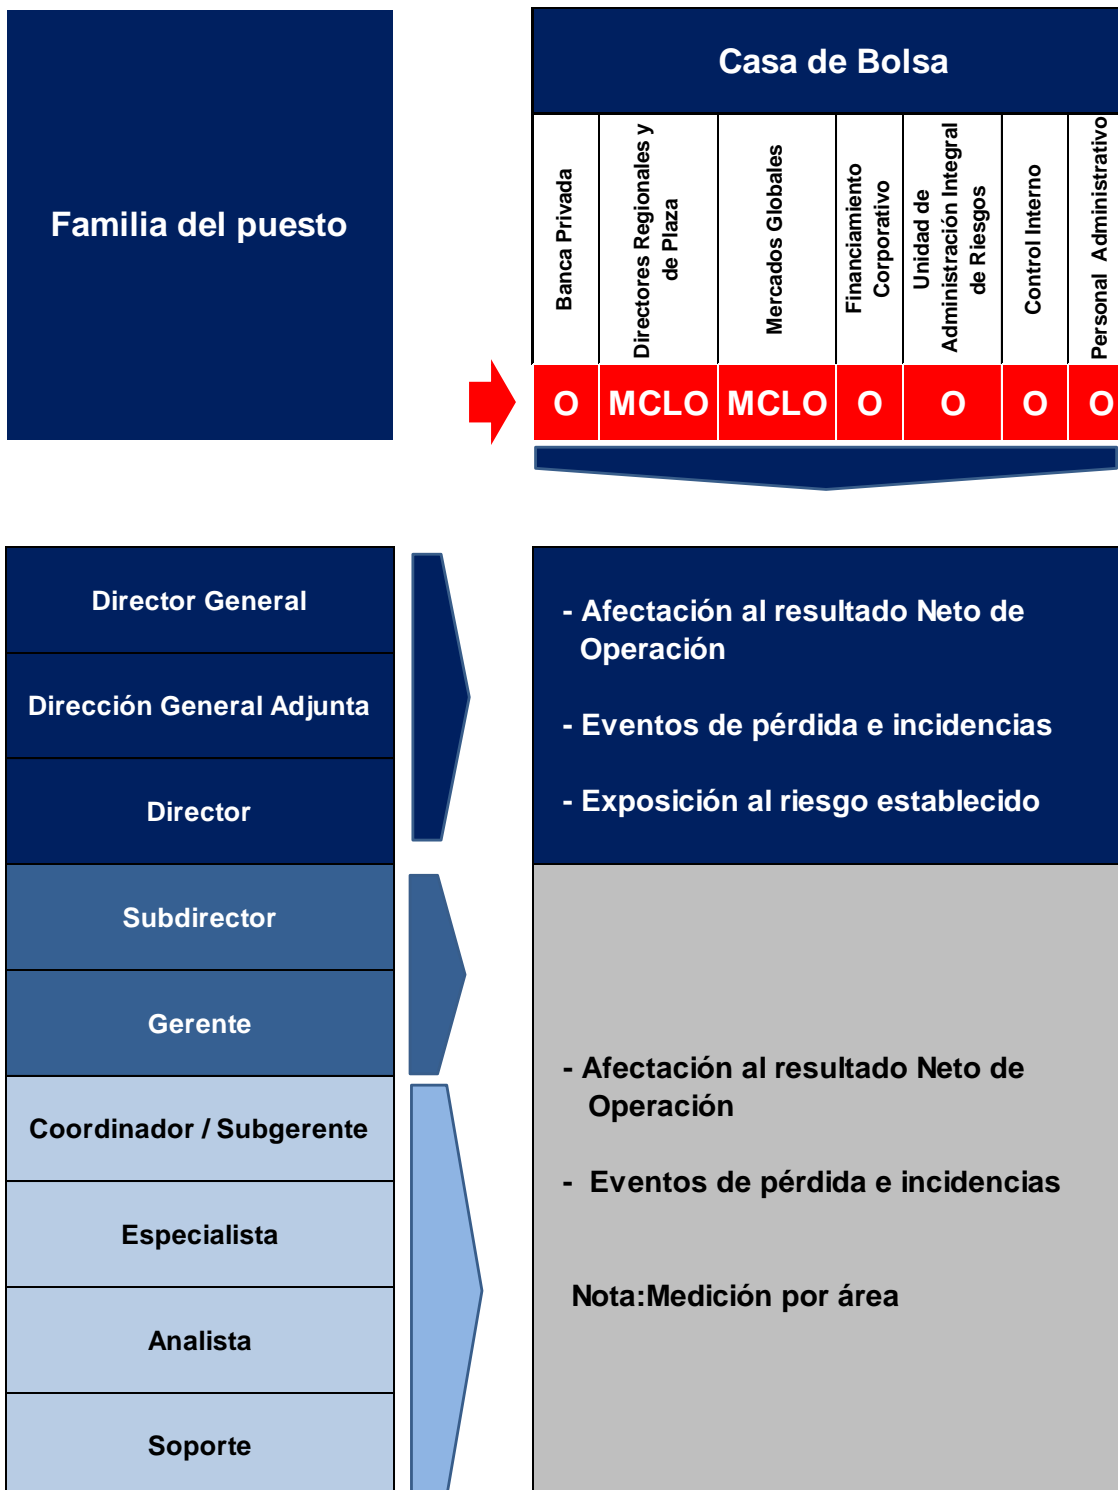 Familia del puesto
Casa de Bolsa
Banca Privada
Directores Regionales y
de Plaza
Mercados Globales
Financiamiento
Corporativo
Unidad de
Administración Integral
de Riesgos
Control Interno
Personal Administrativo
O MCLO MCLO O O O O
Director General
Dirección General Adjunta
Director
- Afectación al resultado Neto de
Operación
- Eventos de pérdida e incidencias
- Exposición al riesgo establecido
Subdirector
Gerente
Coordinador / Subgerente
Especialista
Analista
Soporte
- Afectación al resultado Neto de
Operación
- Eventos de pérdida e incidencias
Nota:Medición por área